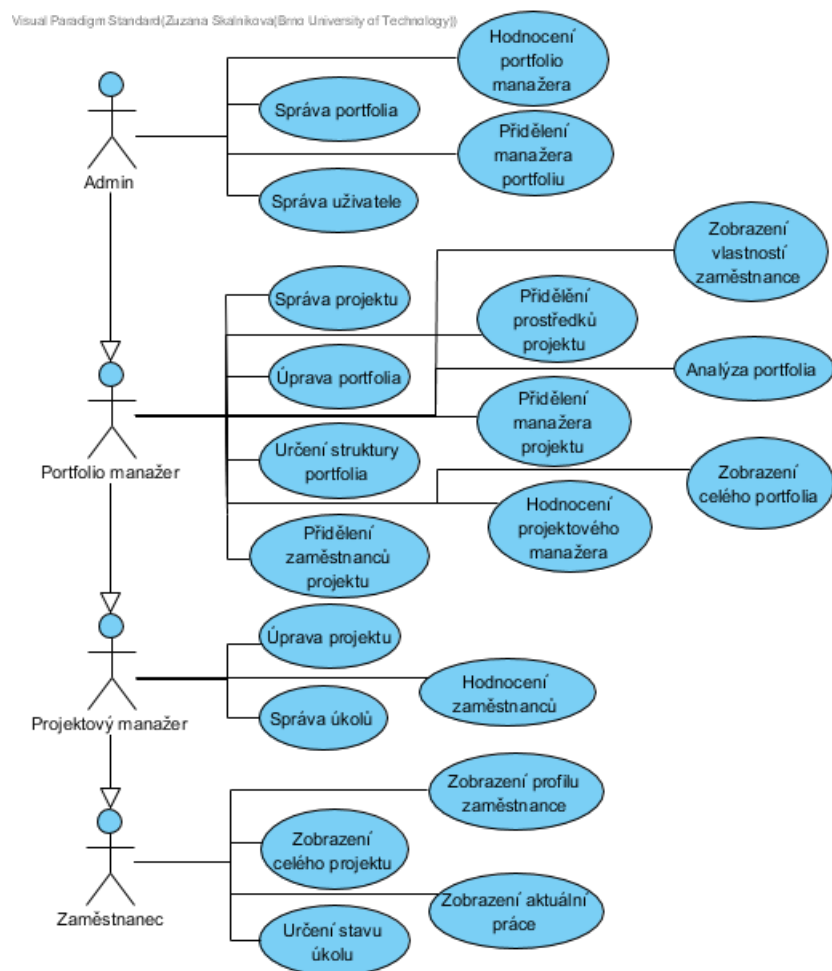 Visual Paradigm Standard(Zuzana Skalnikova(Brno University of Technology))
Hodnocení
portfolio
manažera
Správa portfolia
Přidělení
manažera
portfoliu
Admin
Správa uživatele
Zobrazení
vlastností
zaměstnance
Správa projektu
Přidělění
prostředků
projektu
Úprava portfolia
Analýza portfolia
Přidělení
manažera
projektu
Portfolio manažer
Určení struktury
portfolia
Zobrazení
celého portfolia
Hodnocení
projektového
manažera
Přidělení
zaměstnanců
projektu
Úprava projektu
Hodnocení
zaměstnanců
Správa úkolů
Projektový manažer
Zobrazení profilu
zaměstnance
Zobrazení
celého projektu
Zobrazení aktuální
práce
Zaměstnanec
Určení stavu
úkolu